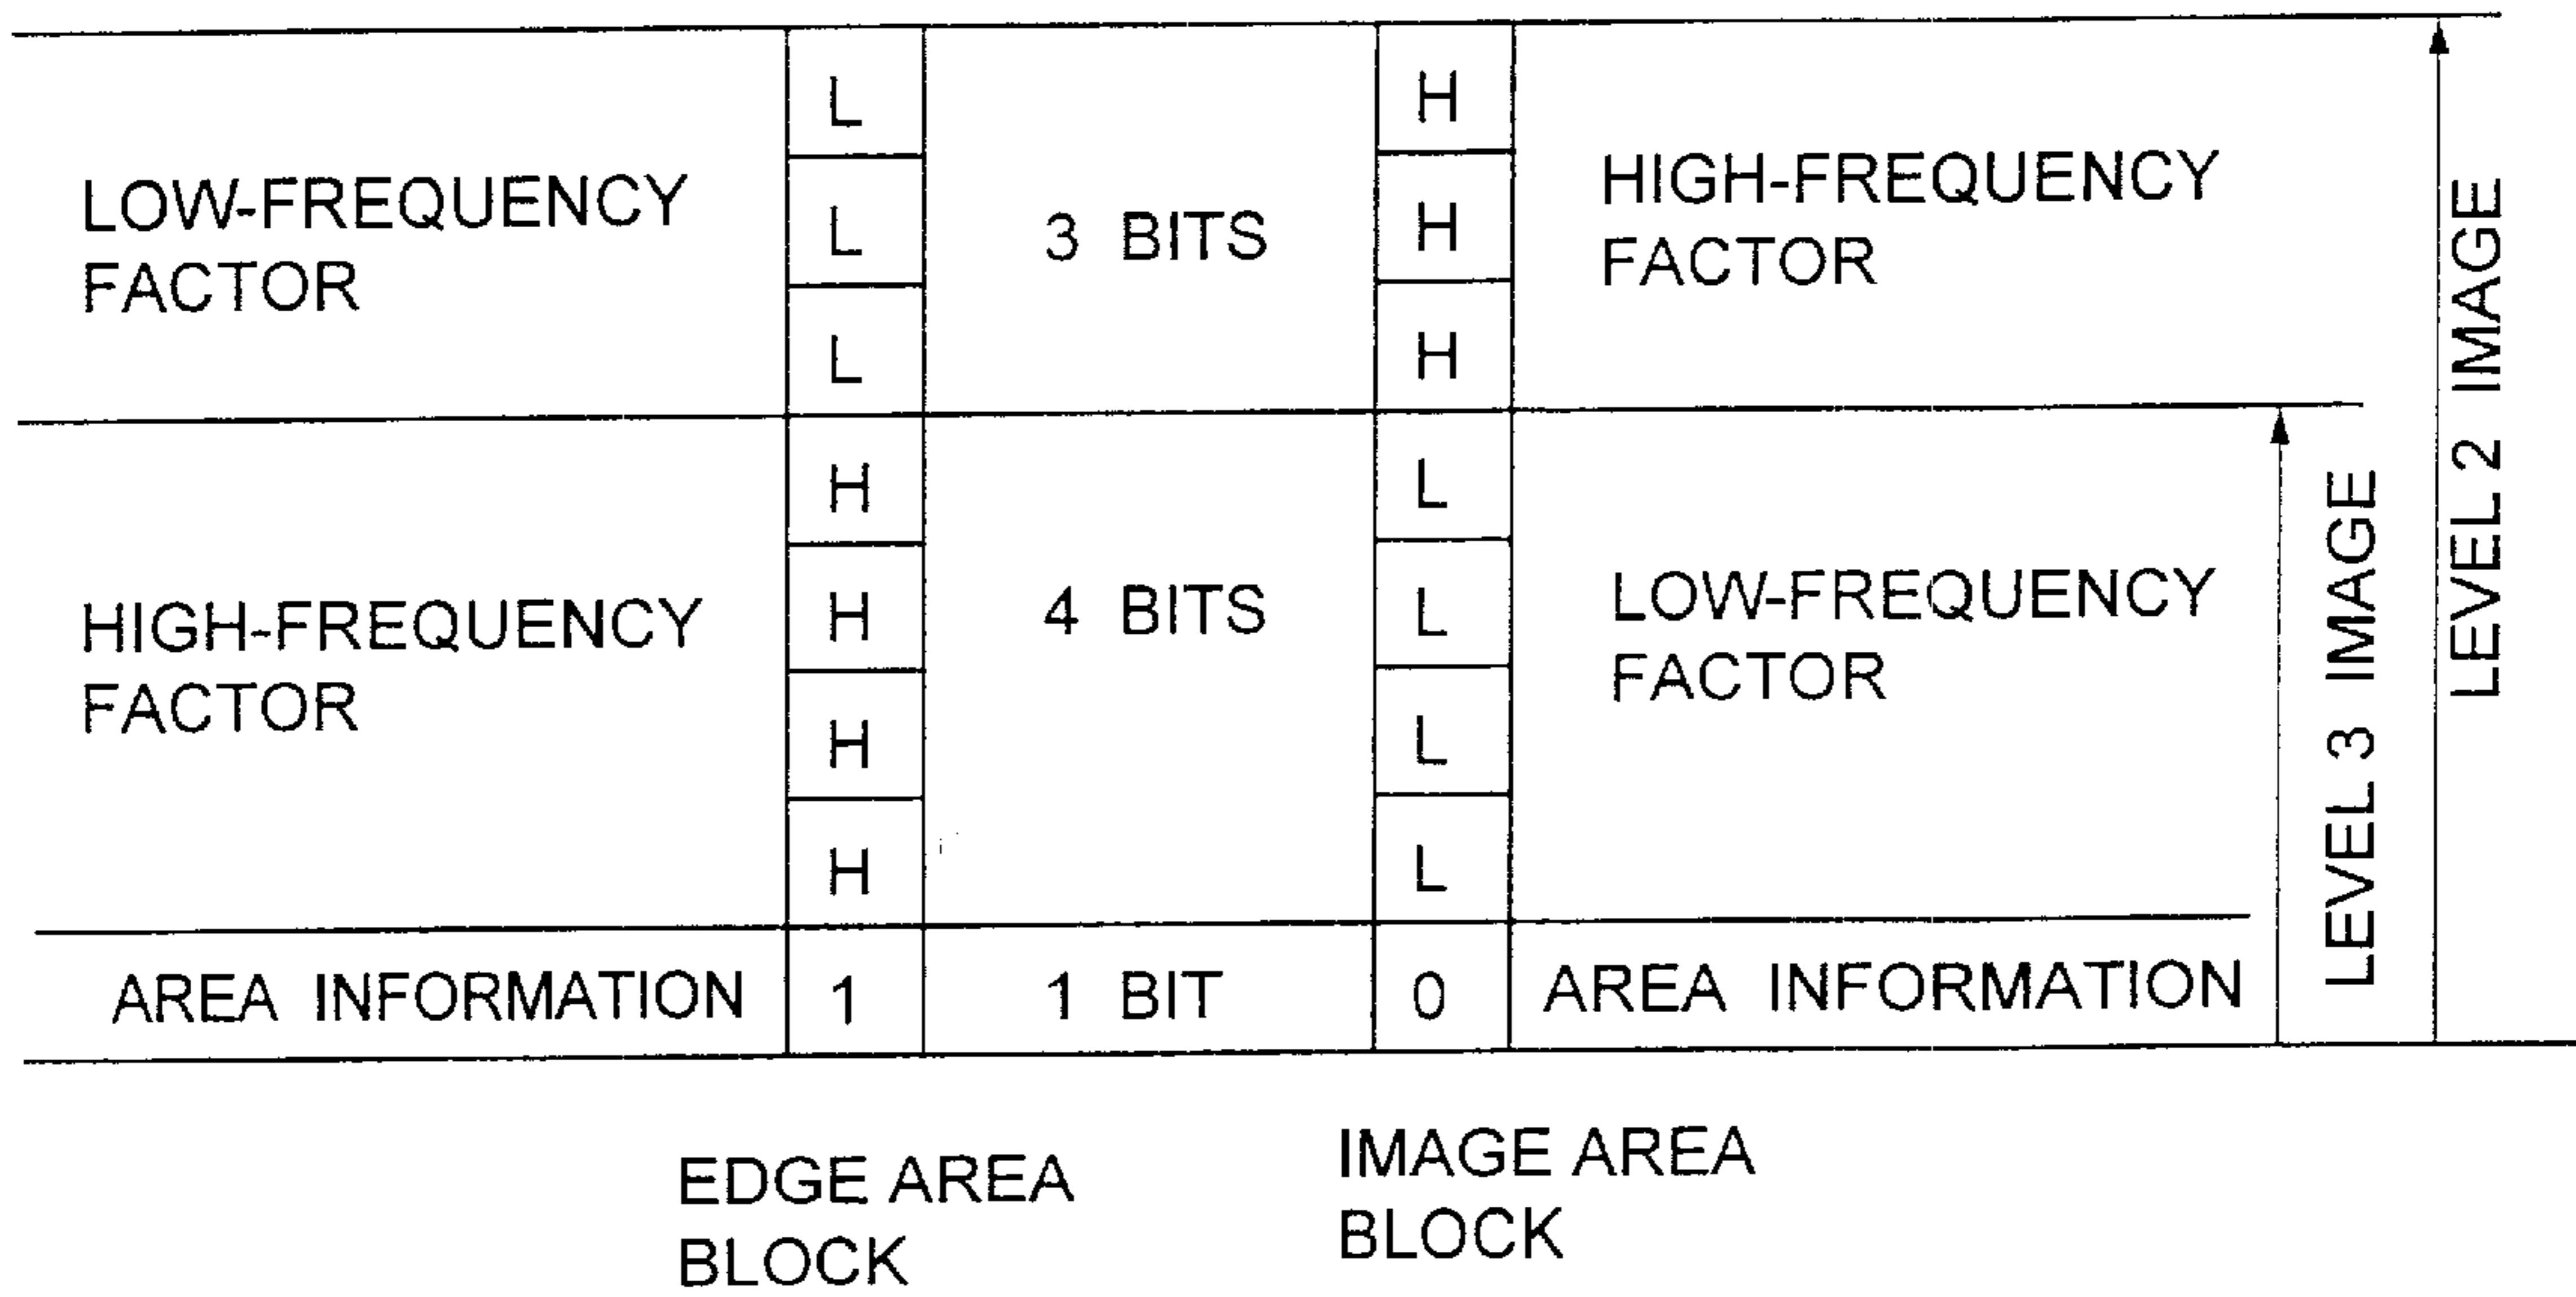 LOW-FREQUENCY
FACTOR
L
L
L
3 BITS
H
H
H
HIGH-FREQUENCY
FACTOR
HIGH-FREQUENCY
FACTOR
H
H
H
H
4 BITS
L
L
L
L
LOW-FREQUENCY
FACTOR
AREA INFORMATION
1
1 BIT
0
AREA INFORMATION
LEVEL 3 IMAGE
LEVEL 2 IMAGE
EDGE AREA
BLOCK
IMAGE AREA
BLOCK